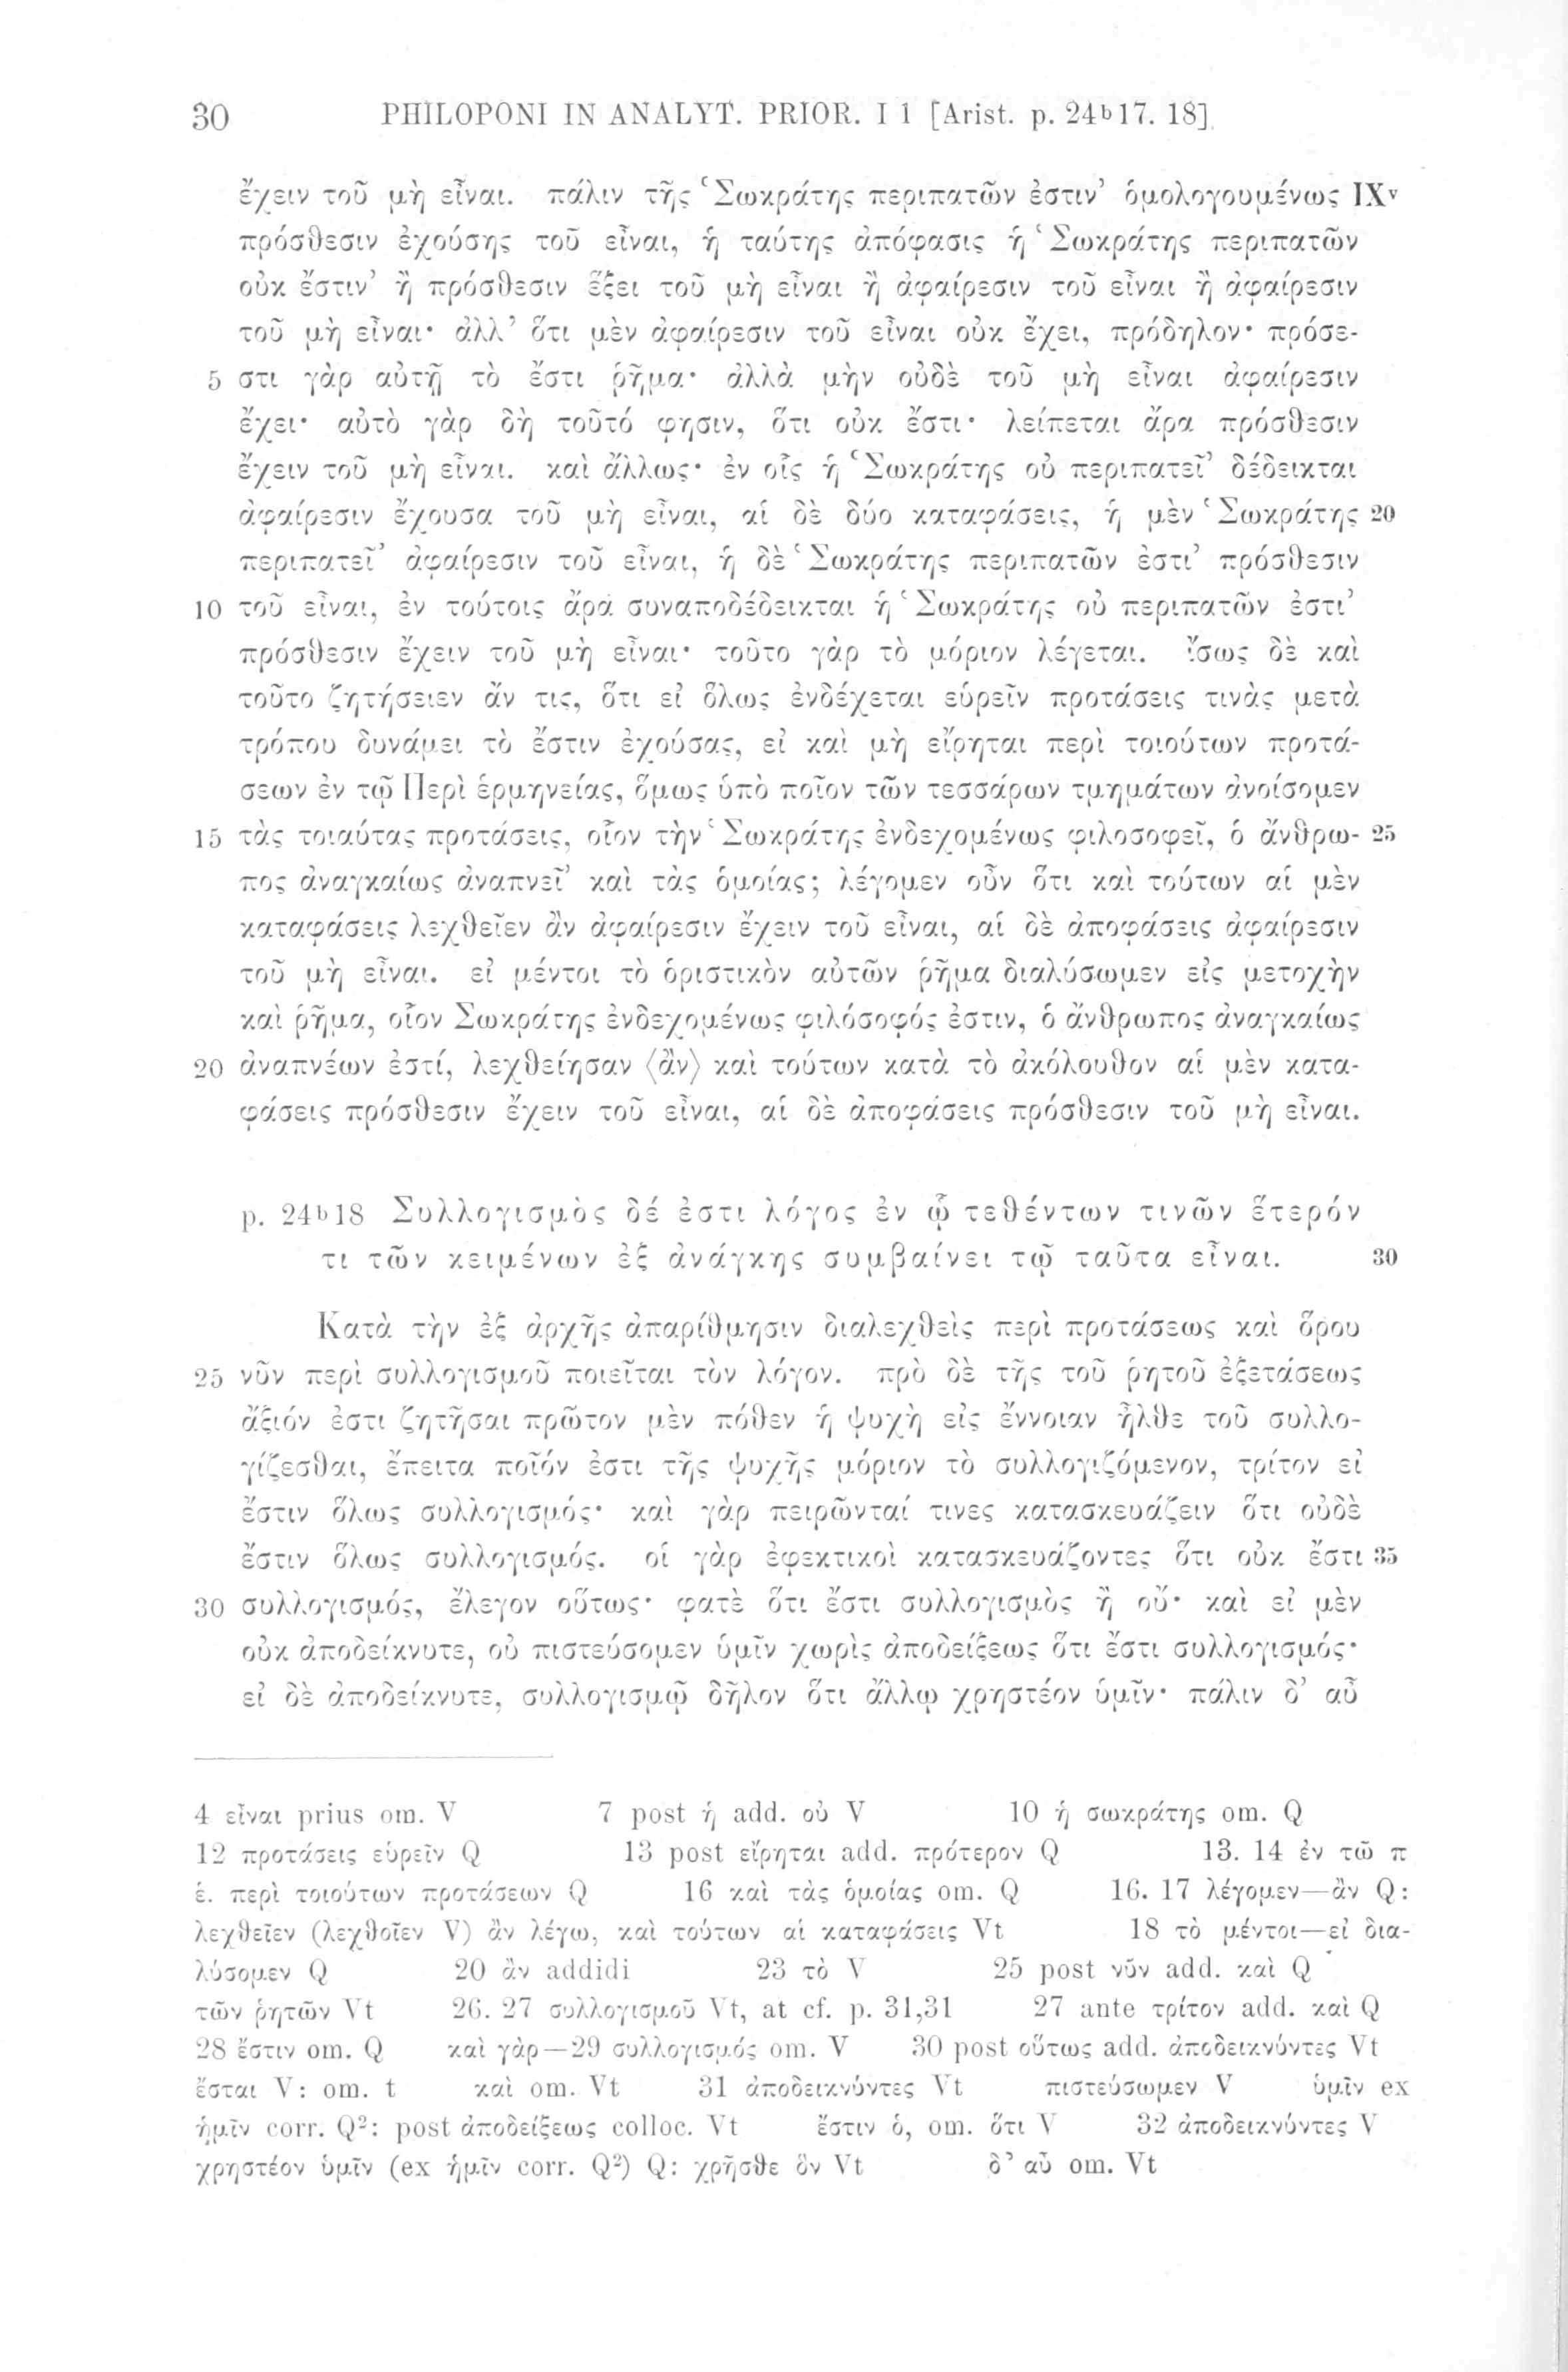 30 PHILOPONI IN ANALYT. PRIOR. I 1 [Arist. p. 24b17. 18]
ἔχειν τοῦ μὴ εἶναι. πάλιν τῆς ‘Σωκράτης περιπατῶν ἐστιν’ ὁμολογουμένως IXv
πρόσθεσιν ἐχούσης τοῦ εἶναι, ἡ ταύτης ἀπόφασις ἡ ‘Σωκράτης περιπατῶν
οὐκ ἔστιν’ ἢ πρόσθεσιν ἕξει τοῦ μὴ εἶναι ἢ ἀφαίρεσιν τοῦ εἶναι ἢ ἀφαίρεσιν
τοῦ μὴ εἶναι· ἀλλ’ ὅτι μὲν ἀφαίρεσιν τοῦ εἶναι οὐκ ἔχει, πρόδηλον· πρόσε-
5 στι γὰρ αὐτῇ τὸ ἔστι ῥῆμα· ἀλλὰ μὴν οὐδὲ τοῦ μὴ εἶναι ἀφαίρεσιν
ἔχει· αὐτὸ γὰρ δὴ τοῦτό φησιν, ὅτι οὐκ ἔστι· λείπεται ἄρα πρόσθεσιν
ἔχειν τοῦ μὴ εἶναι. καὶ ἄλλως· ἐν οἷς ἡ ‘Σωκράτης οὐ περιπατεῖ’ δέδεικται
ἀφαίρεσιν ἔχουσα τοῦ μὴ εἶναι, αἱ δὲ δύο καταφάσεις, ἡ μὲν ‘Σωκράτης 20
περιπατεῖ’ ἀφαίρεσιν τοῦ εἶναι, ἡ δὲ ‘Σωκράτης περιπατῶν ἐστι’ πρόσθεσιν
10 τοῦ εἶναι, ἐν τούτοις ἄρα συναποδέδεικται ἡ ‘Σωκράτης οὐ περιπατῶν ἐστι’
πρόσθεσιν ἔχειν τοῦ μὴ εἶναι· τοῦτο γὰρ τὸ μόριον λέγεται. ἴσως δὲ καὶ
τοῦτο ζητήσειεν ἄν τις, ὅτι εἰ ὅλως ἐνδέχεται εὑρεῖν προτάσεις τινὰς μετὰ
τρόπου δυνάμει τὸ ἔστιν ἐχούσας, εἰ καὶ μὴ εἴρηται περὶ τοιούτων προτά-
σεων ἐν τῷ Περὶ ἑρμηνείας, ὅμως ὑπὸ ποῖον τῶν τεσσάρων τμημάτων ἀνοίσομεν
15 τὰς τοιαύτας προτάσεις, οἷον τὴν ‘Σωκράτης ἐνδεχομένως φιλοσοφεῖ, ὁ ἄνθρω- 25
πος ἀναγκαίως ἀναπνεῖ’ καὶ τὰς ὁμοίας; λέγομεν οὖν ὅτι καὶ τούτων αἱ μὲν
καταφάσεις λεχθεῖεν ἂν ἀφαίρεσιν ἔχειν τοῦ εἶναι, αἱ δὲ ἀποφάσεις ἀφαίρεσιν
τοῦ μὴ εἶναι. εἰ μέντοι τὸ ὁριστικὸν αὐτῶν ῥῆμα διαλύσωμεν εἰς μετοχὴν
καὶ ῥῆμα, οἷον Σωκράτης ἐνδεχομένως φιλόσοφός ἐστιν, ὁ ἄνθρωπος ἀναγκαίως
20 ἀναπνέων ἐστί, λεχθείησαν ⟨ἂν⟩ καὶ τούτων κατὰ τὸ ἀκόλουθον αἱ μὲν κατα-
φάσεις πρόσθεσιν ἔχειν τοῦ εἶναι, αἱ δὲ ἀποφάσεις πρόσθεσιν τοῦ μὴ εἶναι.
p. 24b18 Συλλογισμὸς δέ ἐστι λόγος ἐν ᾧ τεθέντων τινῶν ἕτερόν
τι τῶν κειμένων ἐξ ἀνάγκης συμβαίνει τῷ ταῦτα εἶναι. 30
Κατὰ τὴν ἐξ ἀρχῆς ἀπαρίθμησιν διαλεχθεὶς περὶ προτάσεως καὶ ὅρου
25 νῦν περὶ συλλογισμοῦ ποιεῖται τὸν λόγον. πρὸ δὲ τῆς τοῦ ῥητοῦ ἐξετάσεως
ἄξιόν ἐστι ζητῆσαι πρῶτον μὲν πόθεν ἡ ψυχὴ εἰς ἔννοιαν ἦλθε τοῦ συλλο-
γίζεσθαι, ἔπειτα ποῖόν ἐστι τῆς ψυχῆς μόριον τὸ συλλογιζόμενον, τρίτον εἰ
ἔστιν ὅλως συλλογισμός· καὶ γὰρ πειρῶνταί τινες κατασκευάζειν ὅτι οὐδὲ
ἔστιν ὅλως συλλογισμός. οἱ γὰρ ἐφεκτικοὶ κατασκευάζοντες ὅτι οὐκ ἔστι 35
30 συλλογισμός, ἔλεγον οὕτως· φατὲ ὅτι ἔστι συλλογισμὸς ἢ οὔ· καὶ εἰ μὲν
οὐκ ἀποδείκνυτε, οὐ πιστεύσομεν ὑμῖν χωρὶς ἀποδείξεως ὅτι ἔστι συλλογισμός·
εἰ δὲ ἀποδείκνυτε, συλλογισμῷ δῆλον ὅτι ἄλλῳ χρηστέον ὑμῖν· πάλιν δ’ αὖ
4 εἶναι prius om. V 7 post ἡ add. οὐ V 10 ἡ σωκράτης om. Q
12 προτάσεις εὑρεῖν Q 13 post εἴρηται add. πρότερον Q 13. 14 ἐν τῶ π
ἑ. περὶ τοιούτων προτάσεων Q 16 καὶ τὰς ὁμοίας om. Q 16. 17 λέγομεν—ἂν Q:
λεχθεῖεν (λεχθοῖεν V) ἂν λέγω, καὶ τούτων αἱ καταφάσεις Vt 18 τὸ μέντοι—εἰ δια-
λύσομεν Q 20 ἂν addidi 23 τὸ V 25 post νῦν add. καὶ Q
τῶν ῥητῶν Vt 26. 27 συλλογισμοῦ Vt, at cf. p. 31,31 27 ante τρίτον add. καὶ Q
28 ἔστιν om. Q καὶ γὰρ—29 συλλογισμός om. V 30 post οὕτως add. ἀποδεικνύντες Vt
ἔσται V: om. t καὶ om. Vt 31 ἀποδεικνύντες Vt πιστεύσωμεν V ὑμῖν ex
ἡμῖν corr. Q2: post ἀποδείξεως colloc. Vt ἔστιν ὁ, om. ὅτι V 32 ἀποδεικνύντες V
χρηστέον ὑμῖν (ex ἡμῖν corr. Q2) Q: χρῆσθε ὃν Vt δ’ αὖ om. Vt